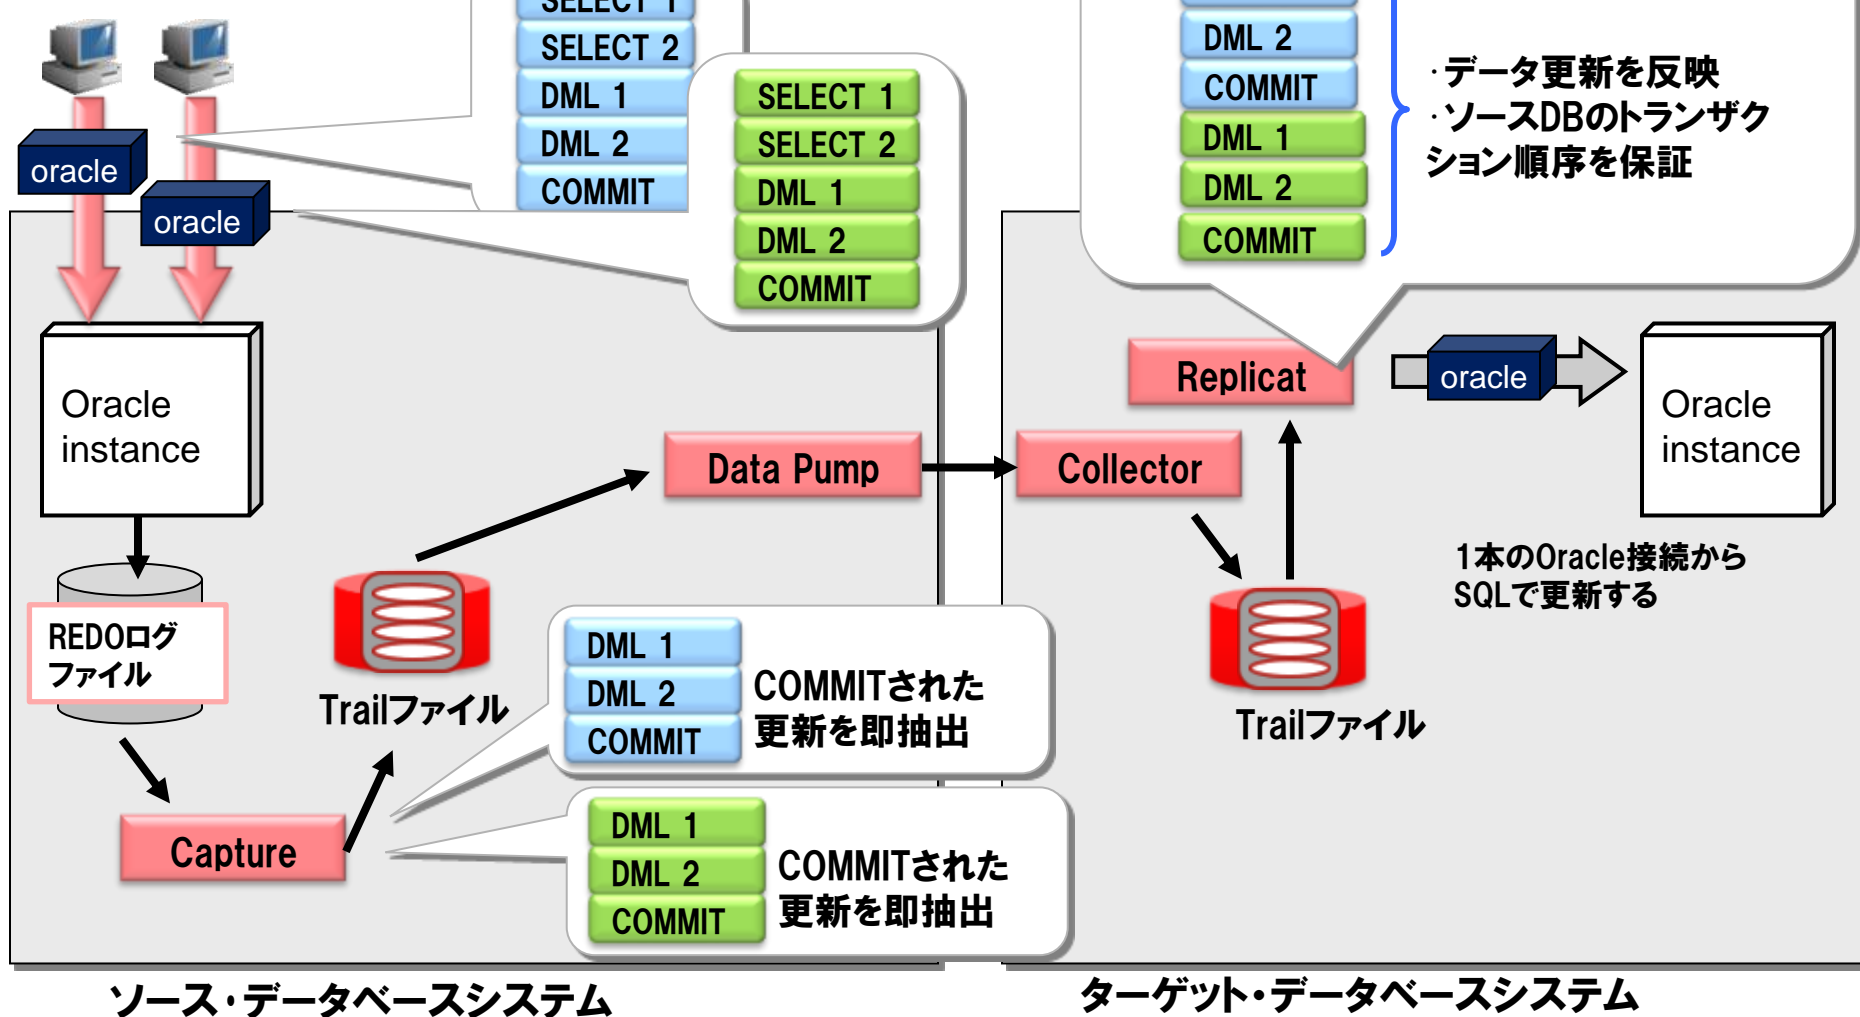 SELECT 1
SELECT 2
DML 1
DML 2
COMMIT
SELECT 1
SELECT 2
DML 1
DML 2
COMMIT
DML 2
COMMIT
DML 1
DML 2
COMMIT
・データ更新を反映
・ソースDBのトランザク
ション順序を保証
oracle
oracle
Oracle
instance
REDOログ
ファイル
Capture
Trailファイル
Data Pump
DML 1
DML 2
COMMIT
COMMITされた
更新を即抽出
DML 1
DML 2
COMMIT
COMMITされた
更新を即抽出
Collector
Trailファイル
Replicat
oracle
Oracle
instance
1本のOracle接続から
SQLで更新する
ソース・データベースシステム
ターゲット・データベースシステム